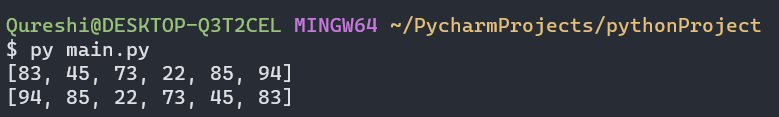 Qureshi@DESKTOP-Q3T2CEL MINGW64 ~/PycharmProjects/pythonProject
$ py main.py
[83, 45, 73, 22, 85, 94]
[94, 85, 22, 73, 45, 83]